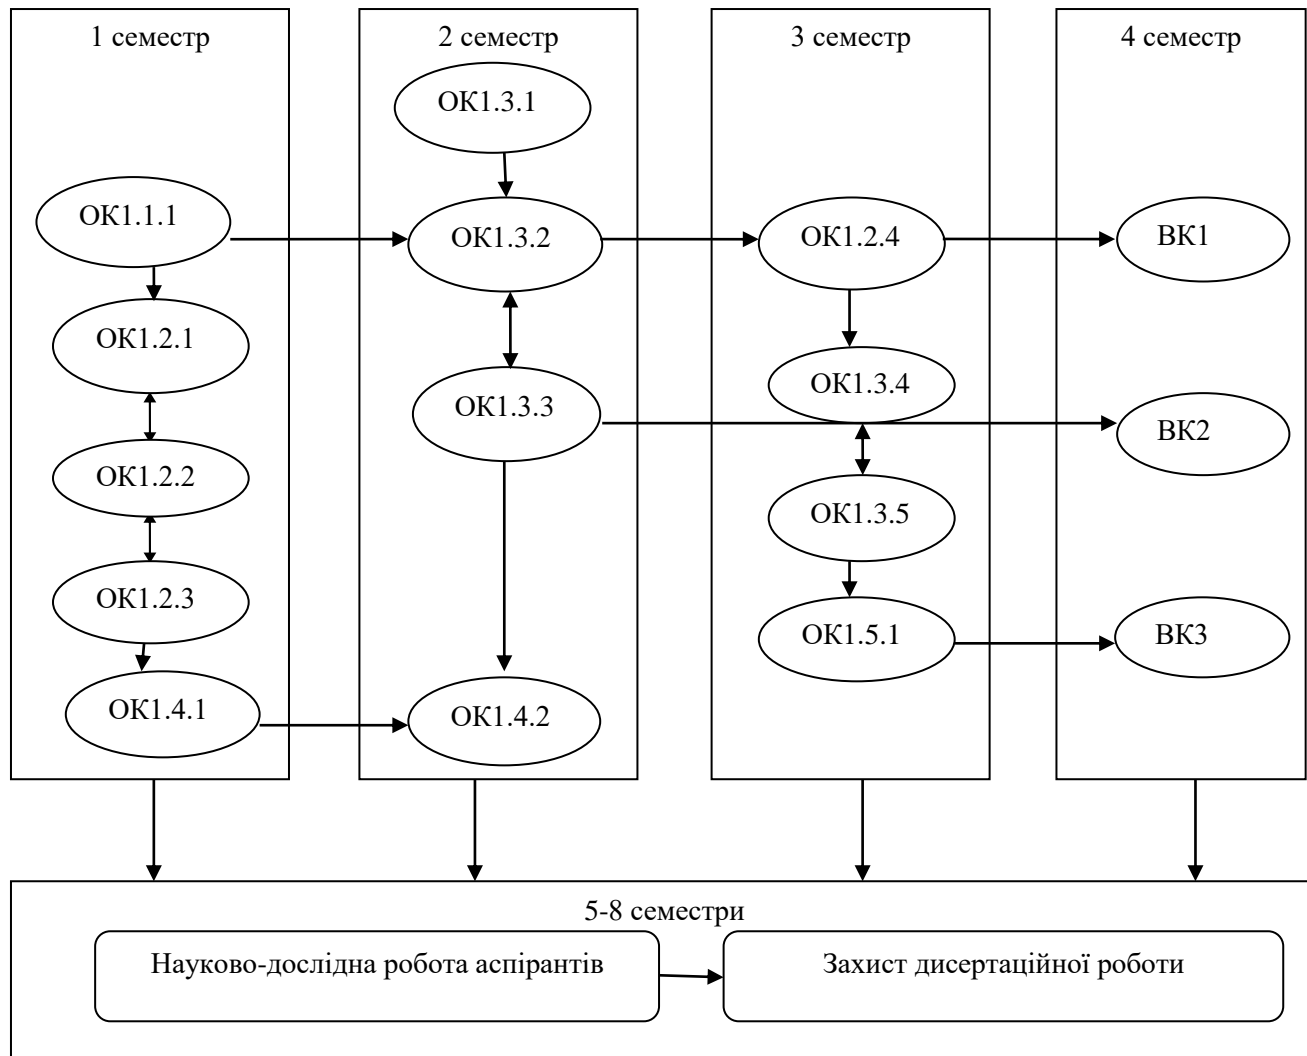 1 семестр
ОК1.1.1
ОК1.2.1
ОК1.2.2
ОК1.2.3
ОК1.4.1
2 семестр
ОК1.3.1
ОК1.3.2
ОК1.3.3
ОК1.4.2
3 семестр
ОК1.2.4
ОК1.3.4
ОК1.3.5
ОК1.5.1
4 семестр
ВК1
ВК2
ВК3
5-8 семестри
Науково-дослідна робота аспірантів
Захист дисертаційної роботи